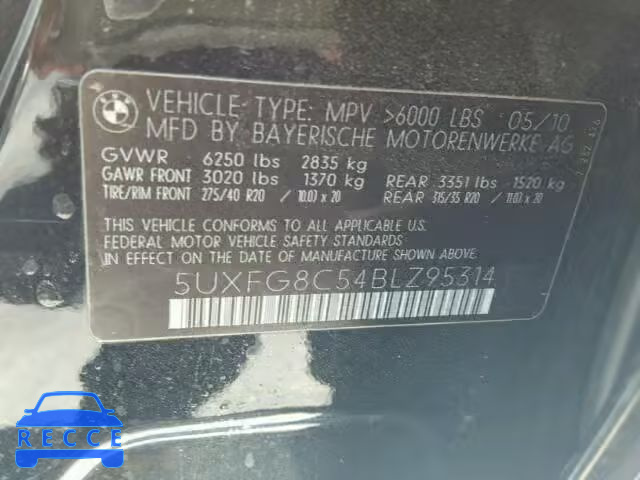 BMW
VEHICLE TYPE: MPV >6000 LBS 05/10
MFD BY BAYERISCHE MOTORENWERKE AG
GVWR 6250 lbs 2835 kg
GAWR FRONT 3020 lbs 1370 kg REAR 3351 lbs 1520 kg
TIRE/RIM FRONT 275/40 R20 / 10.0J x 20 REAR 315/35 R20 / 11.0J x 20
THIS VEHICLE CONFORMS TO ALL APPLICABLE U.S.
FEDERAL MOTOR VEHICLE SAFETY STANDARDS
IN EFFECT ON THE DATE OF MANUFACTURE SHOWN ABOVE.
5UXFG8C54BLZ95314
RECCE